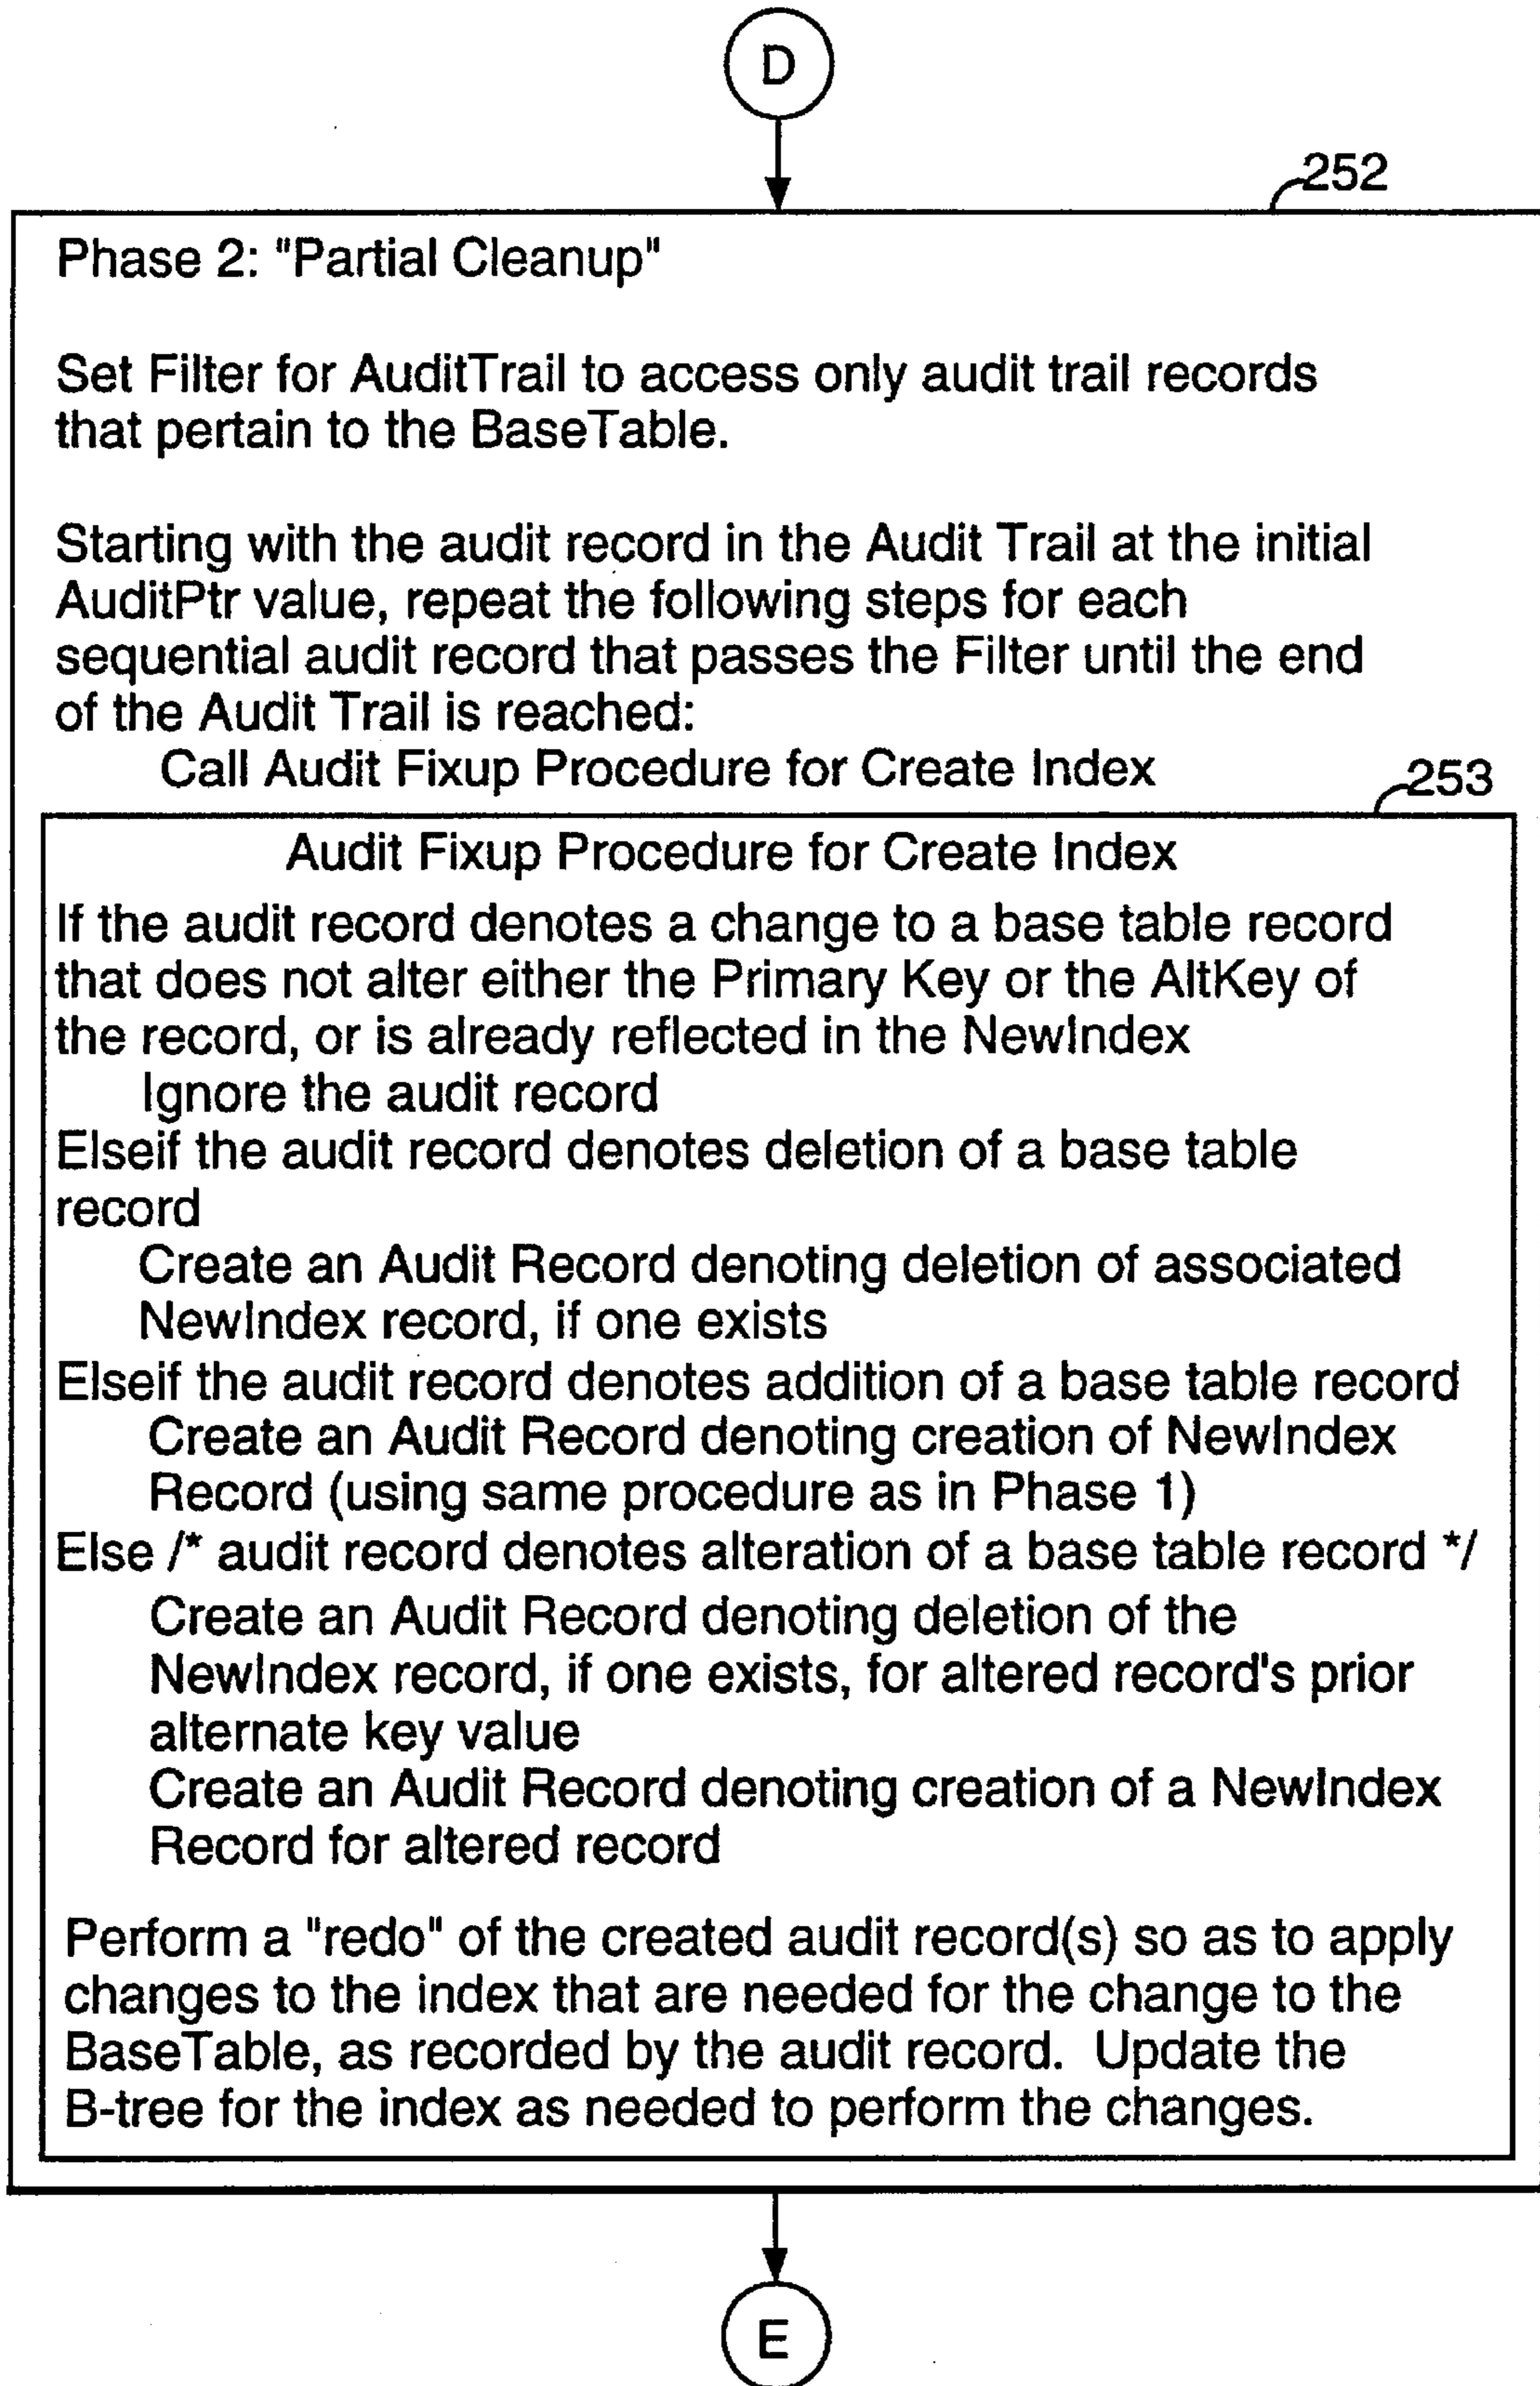 D
252
Phase 2: "Partial Cleanup"
Set Filter for AuditTrail to access only audit trail records
that pertain to the BaseTable.
Starting with the audit record in the Audit Trail at the initial
AuditPtr value, repeat the following steps for each
sequential audit record that passes the Filter until the end
of the Audit Trail is reached:
Call Audit Fixup Procedure for Create Index
253
Audit Fixup Procedure for Create Index
If the audit record denotes a change to a base table record
that does not alter either the Primary Key or the AltKey of
the record, or is already reflected in the NewIndex
Ignore the audit record
Elseif the audit record denotes deletion of a base table
record
Create an Audit Record denoting deletion of associated
NewIndex record, if one exists
Elseif the audit record denotes addition of a base table record
Create an Audit Record denoting creation of NewIndex
Record (using same procedure as in Phase 1)
Else /* audit record denotes alteration of a base table record */
Create an Audit Record denoting deletion of the
NewIndex record, if one exists, for altered record's prior
alternate key value
Create an Audit Record denoting creation of a NewIndex
Record for altered record
Perform a "redo" of the created audit record(s) so as to apply
changes to the index that are needed for the change to the
BaseTable, as recorded by the audit record.  Update the
B-tree for the index as needed to perform the changes.
E